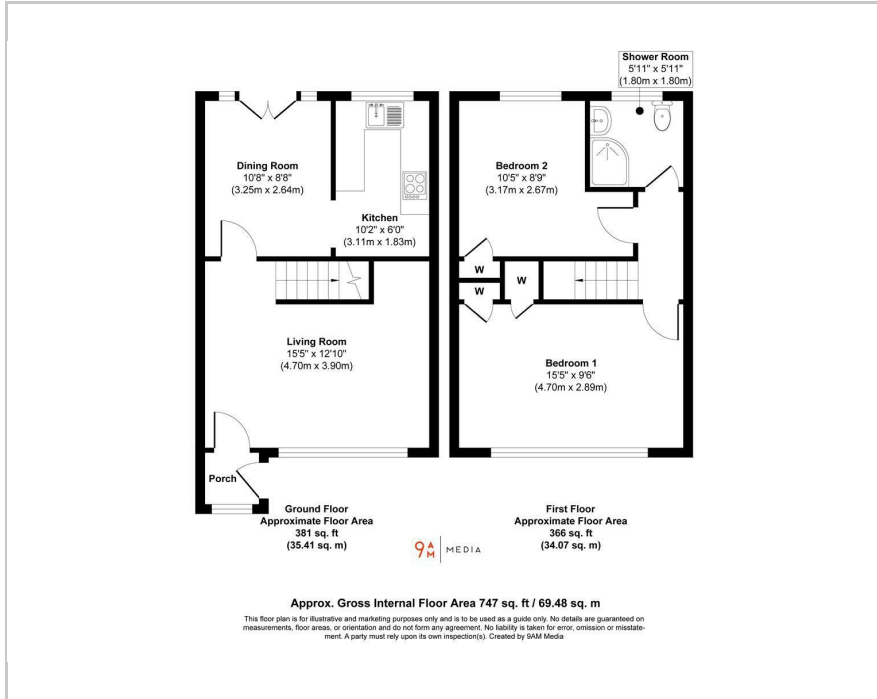 Shower Room
5'11" x 5'11"
(1.80m x 1.80m)
Dining Room
10'8" x 8'8"
(3.25m x 2.64m)
Kitchen
10'2" x 6'0"
(3.11m x 1.83m)
Bedroom 2
10'5" x 8'9"
(3.17m x 2.67m)
W
W
W
Living Room
15'5" x 12'10"
(4.70m x 3.90m)
Bedroom 1
15'5" x 9'6"
(4.70m x 2.89m)
Porch
Ground Floor
Approximate Floor Area
381 sq. ft
(35.41 sq. m)
First Floor
Approximate Floor Area
366 sq. ft
(34.07 sq. m)
9AM MEDIA
Approx. Gross Internal Floor Area 747 sq. ft / 69.48 sq. m
This floor plan is for illustrative and marketing purposes only and is to be used as a guide only. No details are guaranteed on
measurements, floor areas, or orientation and do not form any agreement. No liability is taken for error, omission or misstate-
ment. A party must rely upon its own inspection(s). Created by 9AM Media